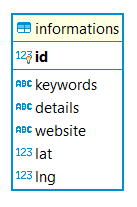 informations
123 id
ABC keywords
ABC details
ABC website
123 lat
123 lng